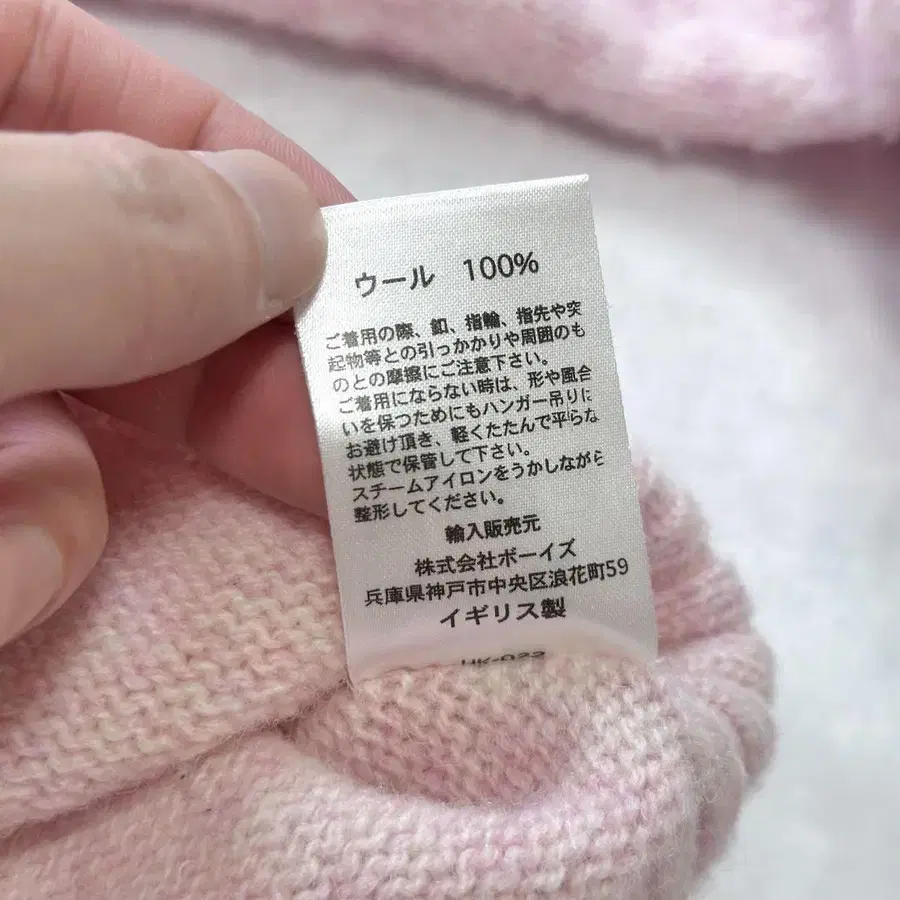 ウール 100%
ご着用の際、釦、指輪、指先や突
起物等との引っかかりや周囲のも
のとの摩擦にご注意下さい。
ご着用にならない時は、形や風合
いを保つためにもハンガー吊りに
お避け頂き、軽くたたんで平らな
状態で保管して下さい。
スチームアイロンをうかしながら
整形してください。
輸入販売元
株式会社ボーイズ
兵庫県神戸市中央区浪花町59
イギリス製